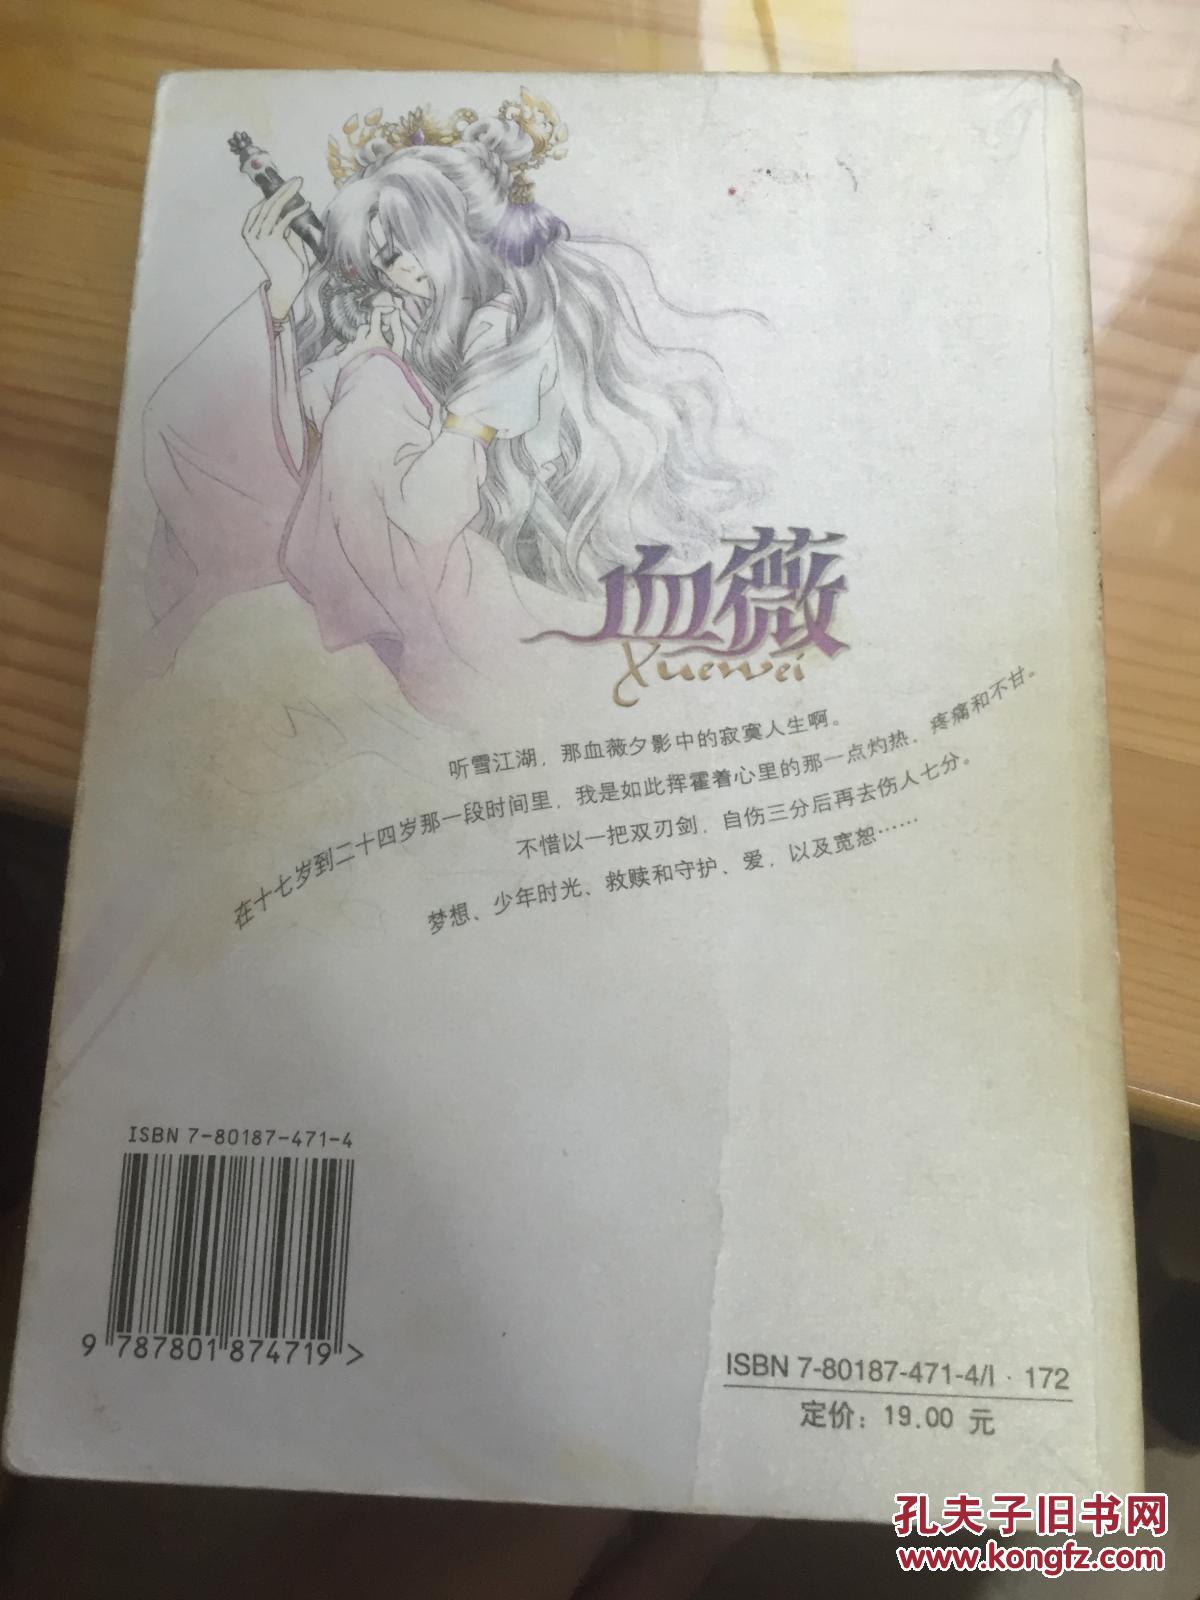 血薇
Xuewei
听雪江湖，那血薇夕影中的寂寞人生啊。
在十七岁到二十四岁那一段时间里，我是如此挥霍着心里的那一点灼热、疼痛和不甘。
不惜以一把双刃剑，自伤三分后再去伤人七分。
梦想、少年时光、救赎和守护、爱，以及宽恕……
ISBN 7-80187-471-4
9 787801 874719 >
ISBN 7-80187-471-4/I · 172
定价：19.00 元
孔夫子旧书网
www.kongfz.com